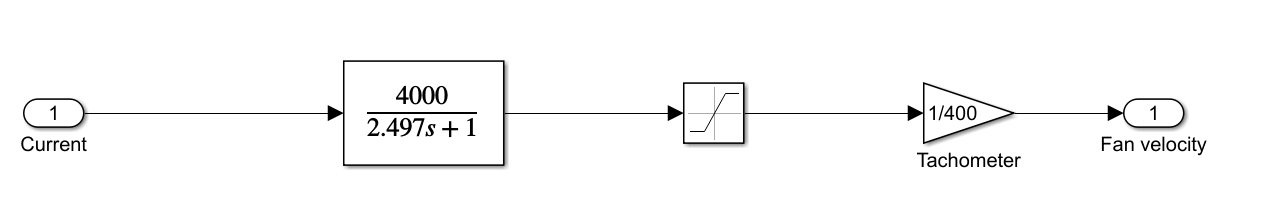 1
Current
4000
2.497s + 1
1/400
Tachometer
1
Fan velocity